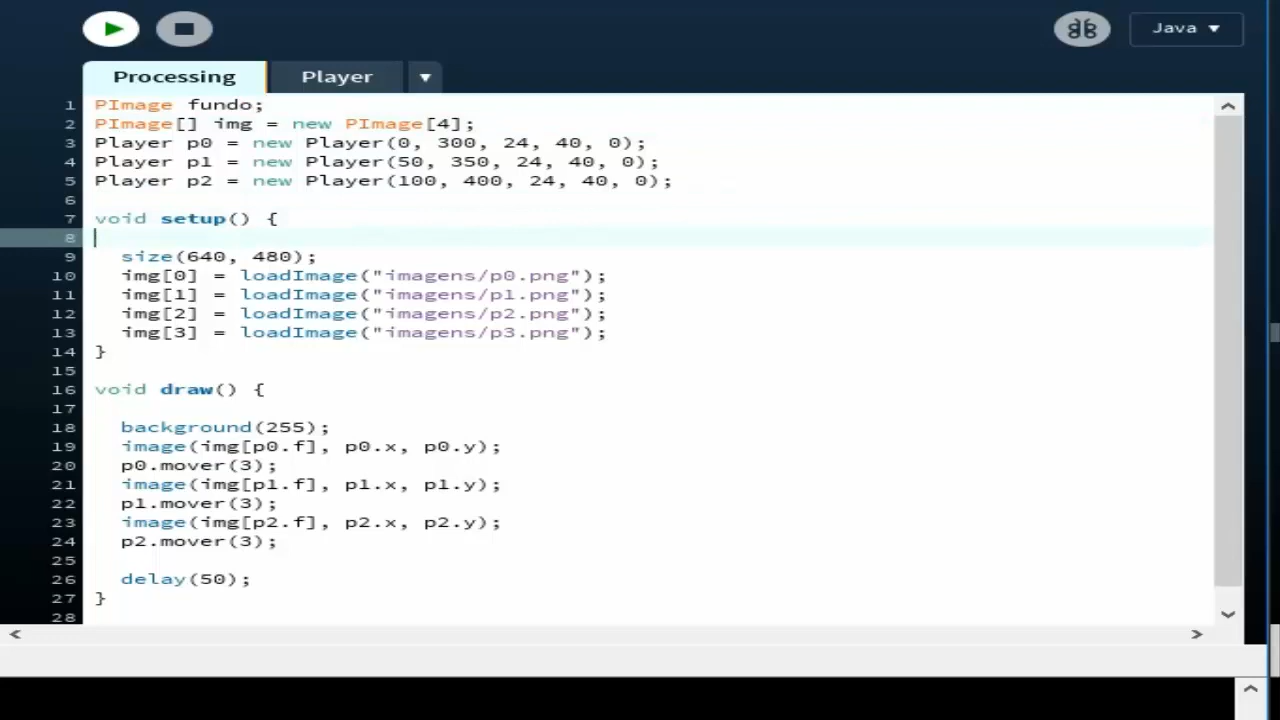 Java
Processing Player
1 PImage fundo;
2 PImage[] img = new PImage[4];
3 Player p0 = new Player(0, 300, 24, 40, 0);
4 Player p1 = new Player(50, 350, 24, 40, 0);
5 Player p2 = new Player(100, 400, 24, 40, 0);
6
7 void setup() {
8
9   size(640, 480);
10   img[0] = loadImage("imagens/p0.png");
11   img[1] = loadImage("imagens/p1.png");
12   img[2] = loadImage("imagens/p2.png");
13   img[3] = loadImage("imagens/p3.png");
14 }
15
16 void draw() {
17
18   background(255);
19   image(img[p0.f], p0.x, p0.y);
20   p0.mover(3);
21   image(img[p1.f], p1.x, p1.y);
22   p1.mover(3);
23   image(img[p2.f], p2.x, p2.y);
24   p2.mover(3);
25
26   delay(50);
27 }
28